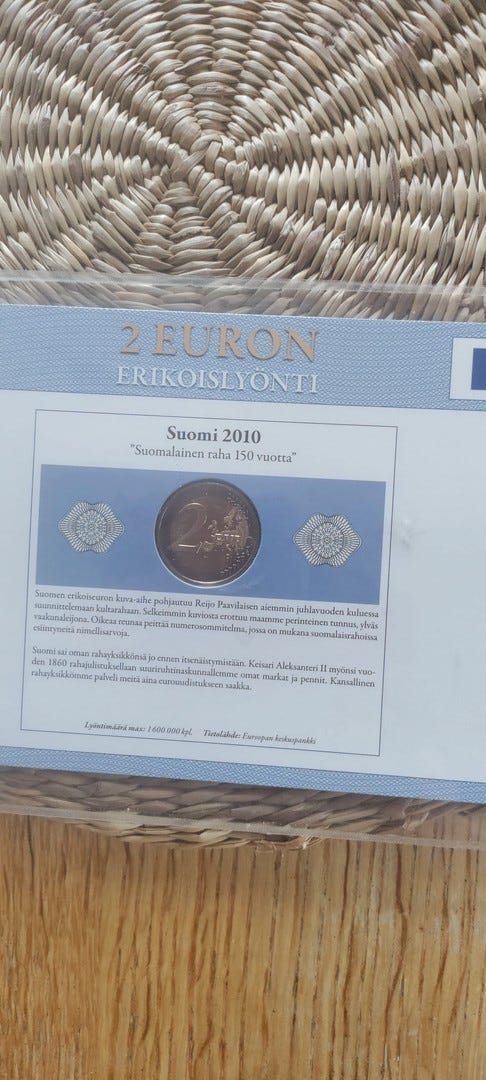 2 EURON
ERIKOISLYÖNTI
Suomi 2010
"Suomalainen raha 150 vuotta"
2
Suomen erikoiseuron kuva-aihe pohjautuu Reijo Paavilaisen aiemmin juhlavuoden kuluessa
suunnittelemaan kultarahaan. Selkeimmin kuviosta erottuu maamme perinteinen tunnus, ylväs
vaakunaleijona. Oikeaa reunaa peittää numerosommitelma, jossa on mukana suomalaisrahoissa
esiintyneitä nimellisarvoja.
Suomi sai oman rahayksikkönsä jo ennen itsenäistymistään. Keisari Aleksanteri II myönsi vuo-
den 1860 rahajulistuksellaan suuriruhtinaskunnallemme omat markat ja pennit. Kansallinen
rahayksikkömme palveli meitä aina eurouudistukseen saakka.
Lyöntimäärä max: 1 600 000 kpl. Tietolähde: Euroopan keskuspankki